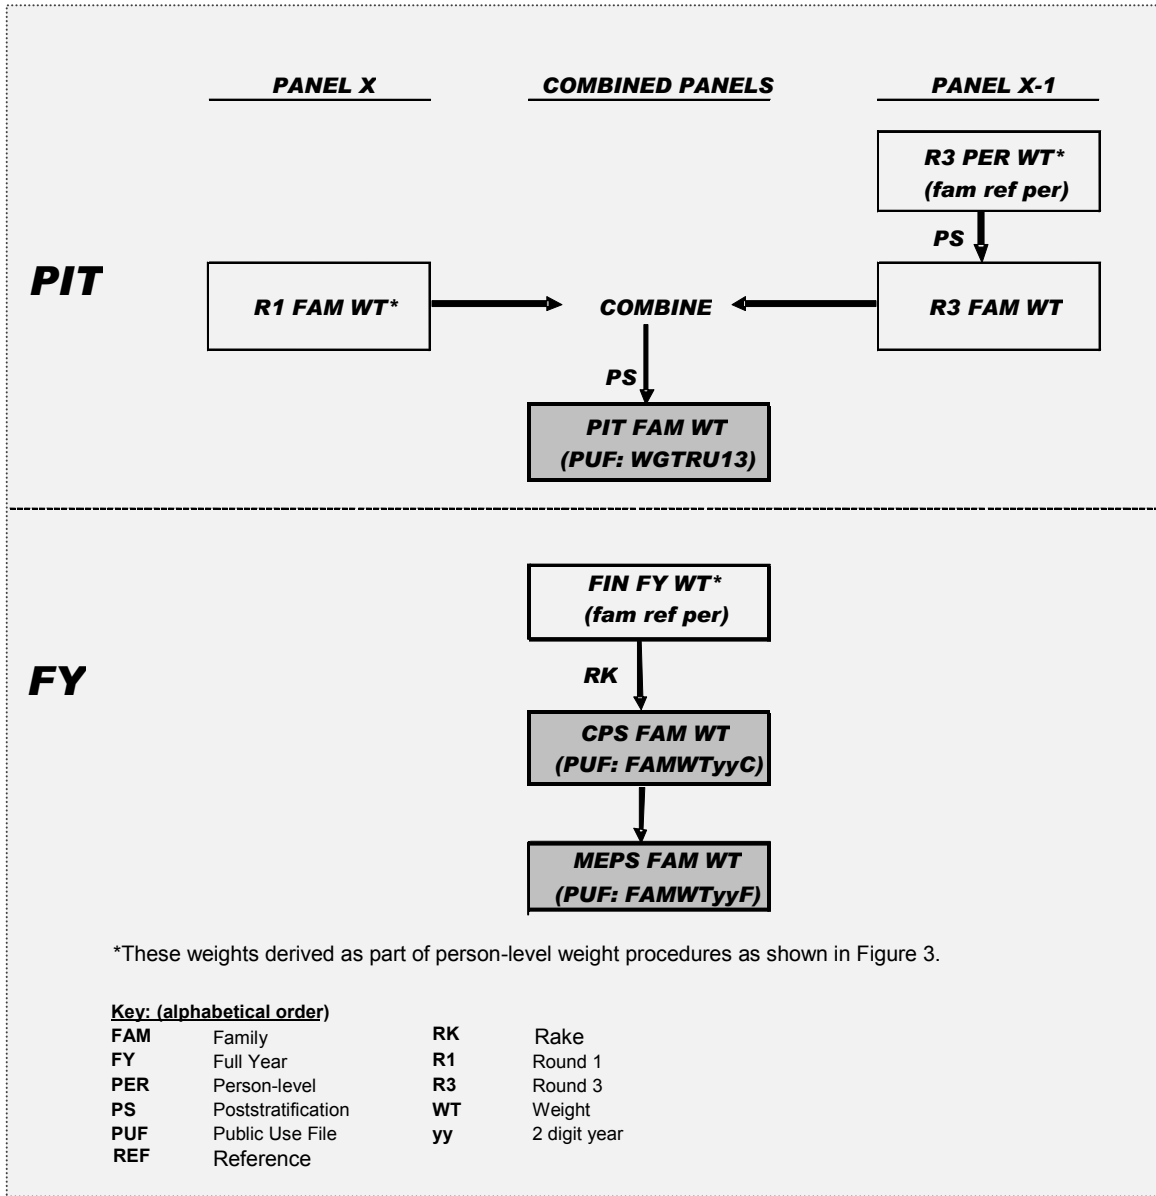 PANEL X COMBINED PANELS PANEL X-1
R3 PER WT*
(fam ref per)
PS
PIT
R1 FAM WT* COMBINE R3 FAM WT
PS
PIT FAM WT
(PUF: WGTRU13)
FIN FY WT*
(fam ref per)
FY
RK
CPS FAM WT
(PUF: FAMWTyyC)
MEPS FAM WT
(PUF: FAMWTyyF)
*These weights derived as part of person-level weight procedures as shown in Figure 3.
Key: (alphabetical order)
FAM Family RK Rake
FY Full Year R1 Round 1
PER Person-level R3 Round 3
PS Poststratification WT Weight
PUF Public Use File yy 2 digit year
REF Reference